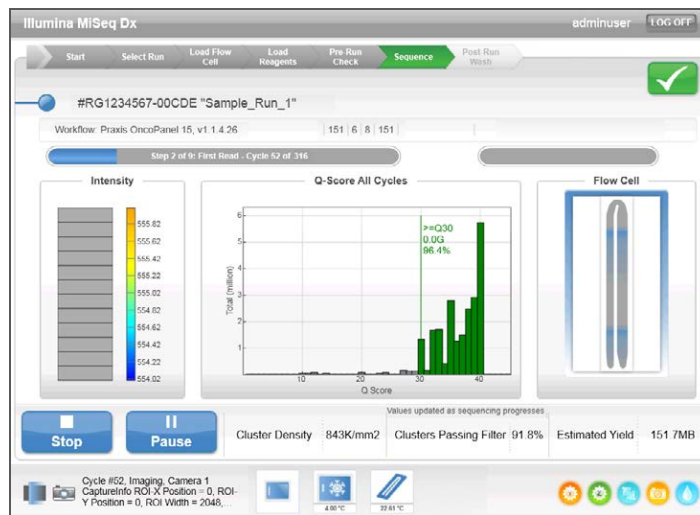 Illumina MiSeq Dx
adminuser LOG OFF
Start Select Run Load Flow Cell Load Reagents Pre-Run Check Sequence Post Run Wash
#RG1234567-00CDE "Sample_Run_1"
Workflow: Praxis OncoPanel 15, v1.1.4.26 | 151 | 6 | 8 | 151 |
Step 2 of 9: First Read - Cycle 52 of 316
Intensity
555.82
555.62
555.42
555.22
555.02
554.82
554.62
554.42
554.22
554.02
Q-Score All Cycles
Total (million)
6
5
4
3
2
1
>=Q30
0.0G
96.4%
10 20 30 40
Q Score
Flow Cell
Stop
Pause
Values updated as sequencing progresses
Cluster Density 843K/mm2 Clusters Passing Filter 91.8% Estimated Yield 151.7MB
Cycle #52, Imaging, Camera 1
CaptureInfo ROI-X Position = 0, ROI-
Y Position = 0, ROI Width = 2048,...
4.00 °C
22.61 °C